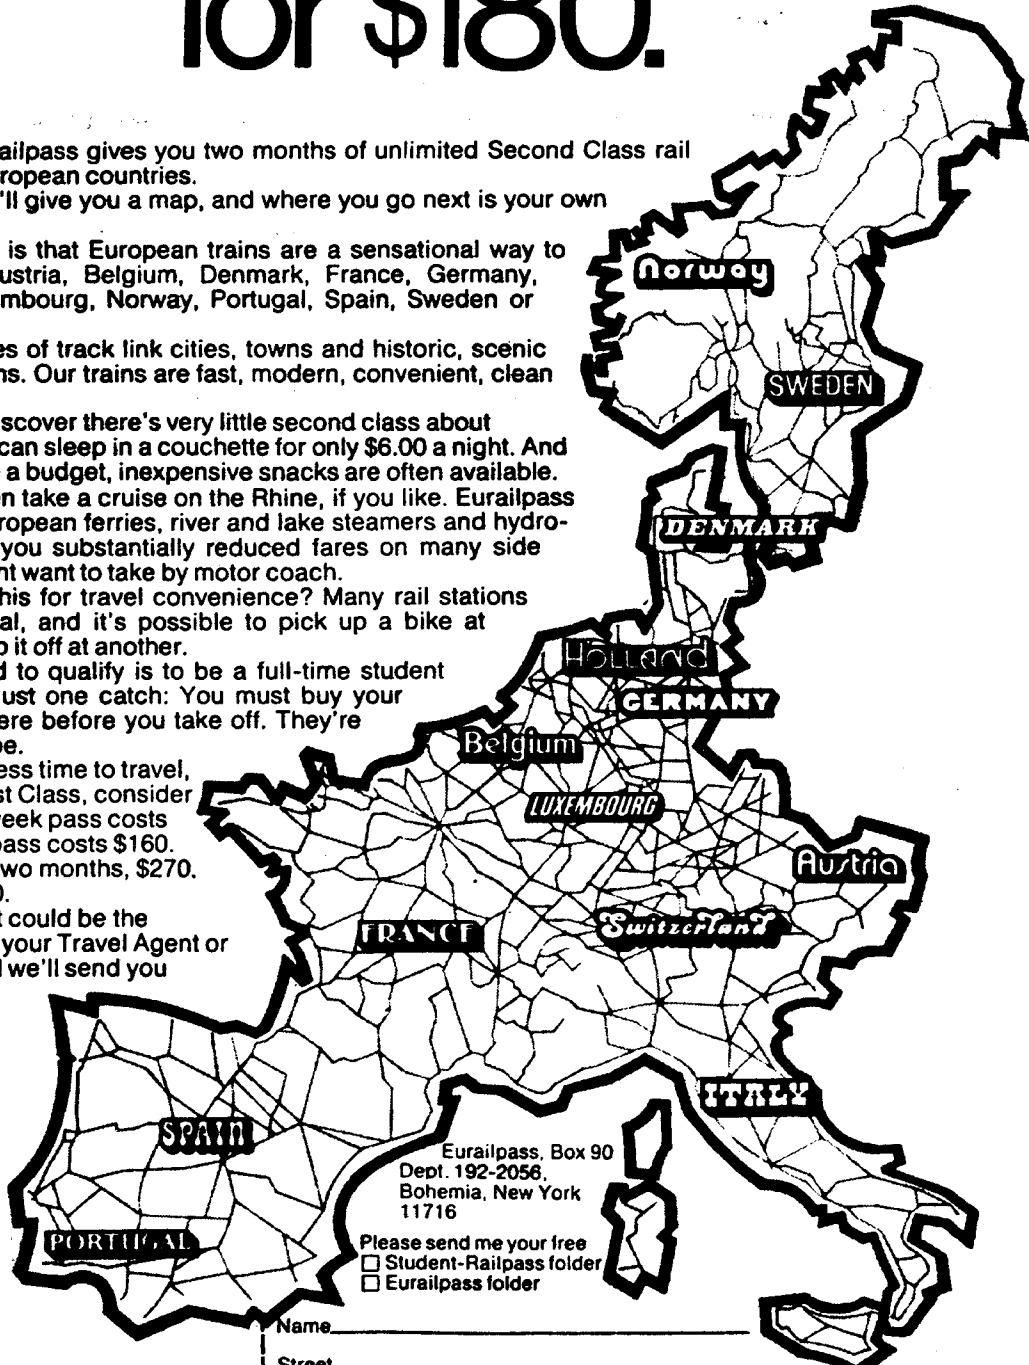 for $180.
ailpass gives you two months of unlimited Second Class rail
ropean countries.
'll give you a map, and where you go next is your own
is that European trains are a sensational way to
ustria, Belgium, Denmark, France, Germany,
mbourg, Norway, Portugal, Spain, Sweden or
es of track link cities, towns and historic, scenic
ns. Our trains are fast, modern, convenient, clean
scover there's very little second class about
can sleep in a couchette for only $6.00 a night. And
a budget, inexpensive snacks are often available.
n take a cruise on the Rhine, if you like. Eurailpass
ropean ferries, river and lake steamers and hydro-
you substantially reduced fares on many side
nt want to take by motor coach.
his for travel convenience? Many rail stations
al, and it's possible to pick up a bike at
p it off at another.
d to qualify is to be a full-time student
ust one catch: You must buy your
ere before you take off. They're
pe.
ess time to travel,
st Class, consider
week pass costs
pass costs $160.
wo months, $270.
0.
t could be the
your Travel Agent or
d we'll send you
Norway
SWEDEN
DENMARK
Holland
GERMANY
Belgium
LUXEMBOURG
Austria
FRANCE
Switzerland
ITALY
SPAIN
PORTUGAL
Eurailpass, Box 90
Dept. 192-2056,
Bohemia, New York
11716
Please send me your free
☐ Student-Railpass folder
☐ Eurailpass folder
Name
Street